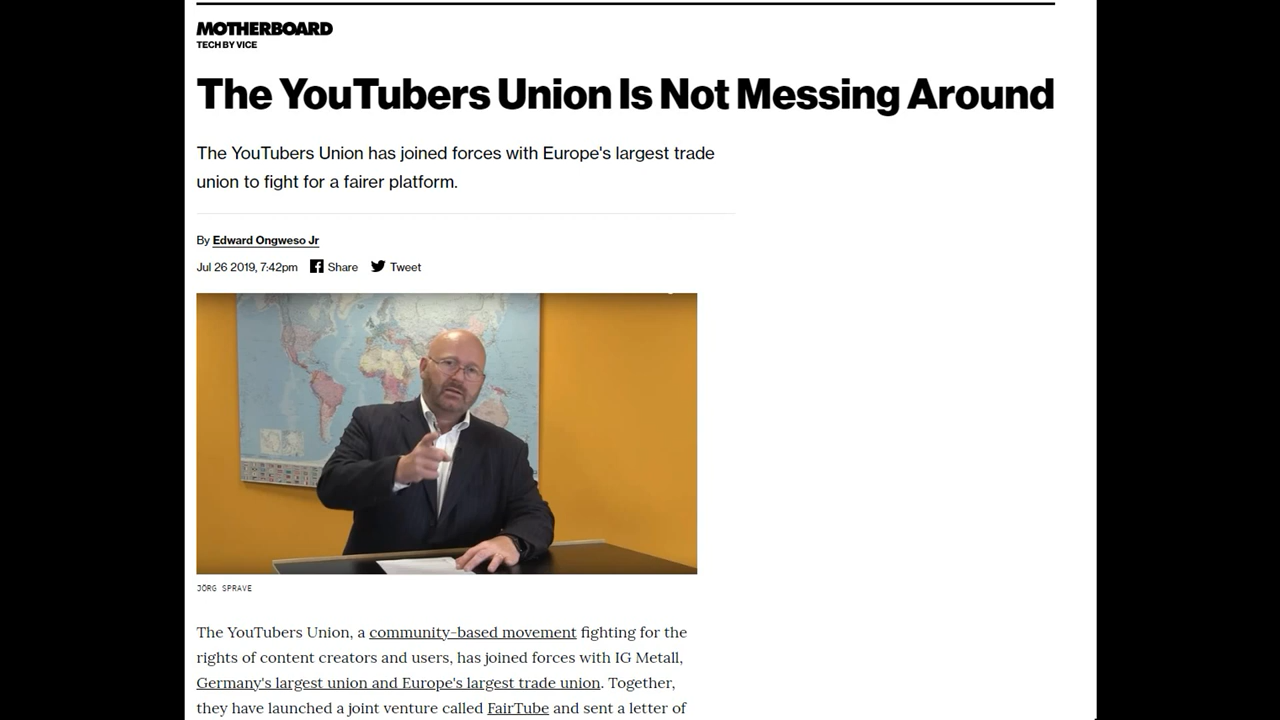 MOTHERBOARD
TECH BY VICE
The YouTubers Union Is Not Messing Around
The YouTubers Union has joined forces with Europe's largest trade
union to fight for a fairer platform.
By Edward Ongweso Jr
Jul 26 2019, 7:42pm Share Tweet
JÖRG SPRAVE
The YouTubers Union, a community-based movement fighting for the
rights of content creators and users, has joined forces with IG Metall,
Germany's largest union and Europe's largest trade union. Together,
they have launched a joint venture called FairTube and sent a letter of